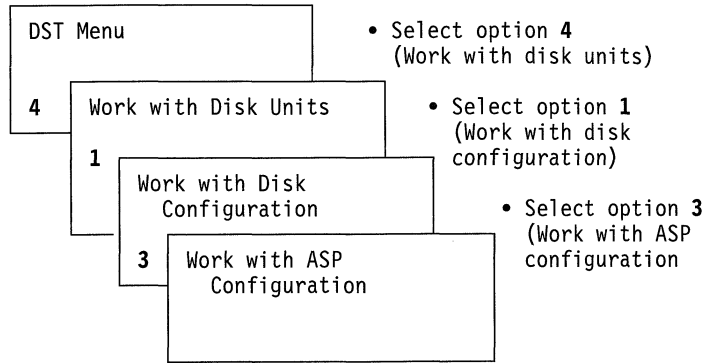 DST Menu
• Select option 4
(Work with disk units)
4
Work with Disk Units
• Select option 1
(Work with disk
configuration)
1
Work with Disk
Configuration
• Select option 3
(Work with ASP
configuration
3
Work with ASP
Configuration